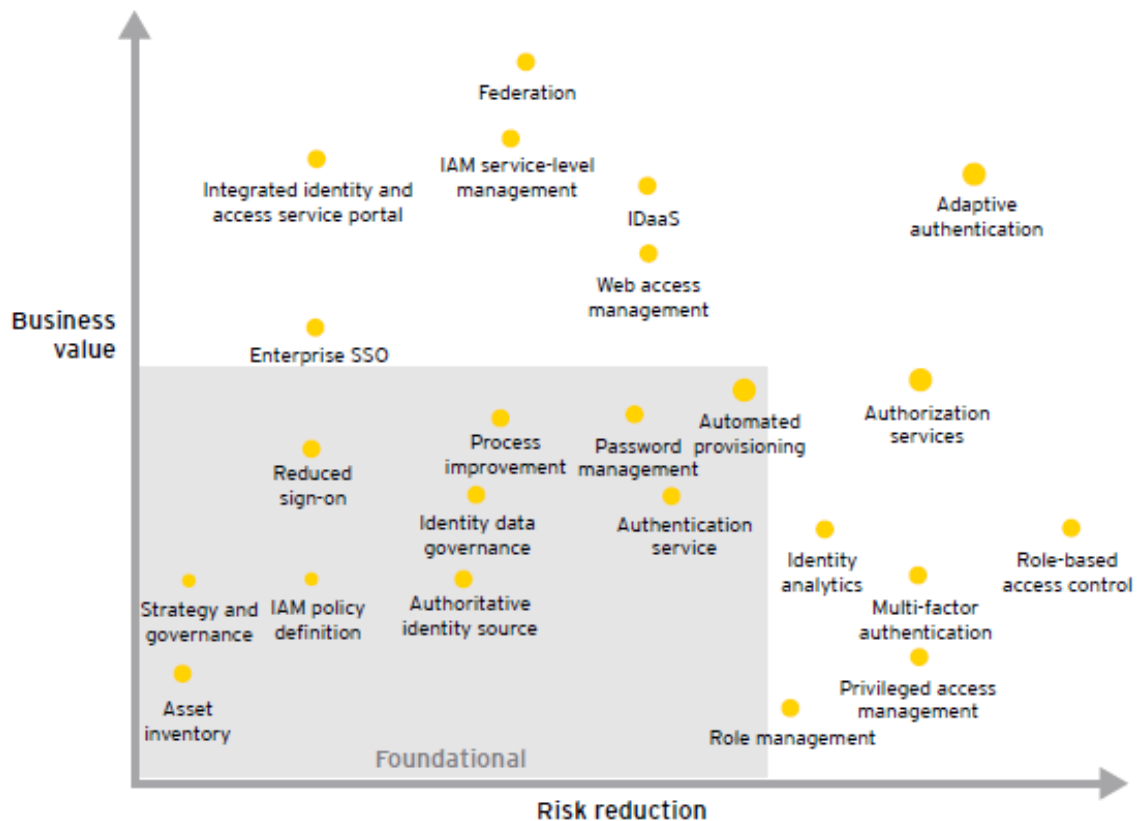 Federation
IAM service-level
management
Integrated identity and
access service portal
IDaaS
Adaptive
authentication
Web access
management
Business
value
Enterprise SSO
Authorization
services
Automated
provisioning
Process
improvement
Password
management
Reduced
sign-on
Identity data
governance
Authentication
service
Identity
analytics
Role-based
access control
Strategy and
governance
IAM policy
definition
Authoritative
identity source
Multi-factor
authentication
Asset
inventory
Privileged access
management
Role management
Foundational
Risk reduction